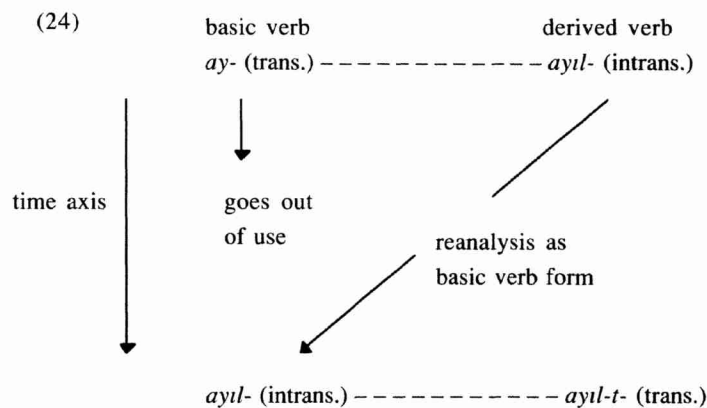 (24) basic verb derived verb
ay- (trans.) – – – – – – – – – – – – ayıl- (intrans.)
time axis goes out
of use
reanalysis as
basic verb form
ayıl- (intrans.) – – – – – – – – – – – ayıl-t- (trans.)